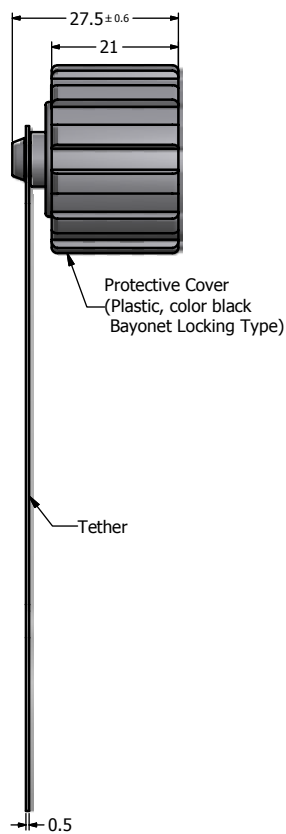 27.5±0.6
21
Protective Cover
(Plastic, color black
Bayonet Locking Type)
Tether
0.5